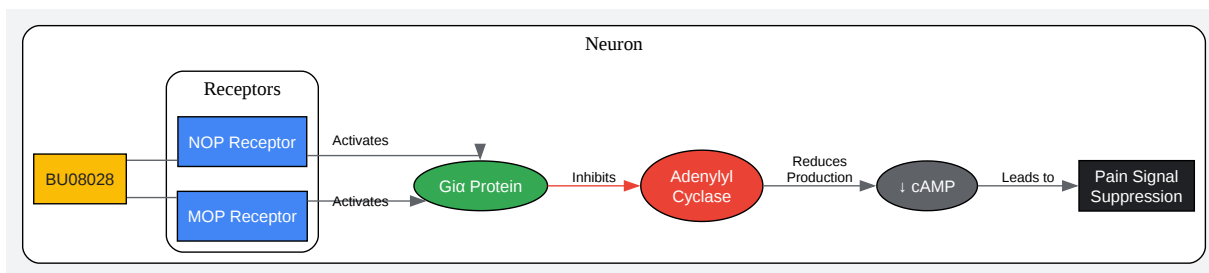 Neuron
Receptors
BU08028
NOP Receptor
MOP Receptor
Activates
Activates
Giα Protein
Inhibits
Adenylyl
Cyclase
Reduces
Production
↓ cAMP
Leads to
Pain Signal
Suppression